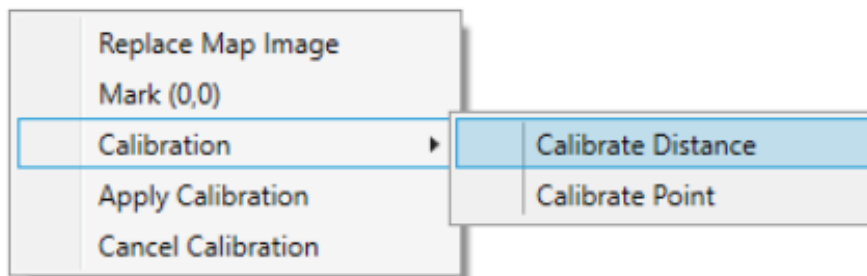 Replace Map Image
Mark (0,0)
Calibration
Calibrate Distance
Apply Calibration
Calibrate Point
Cancel Calibration